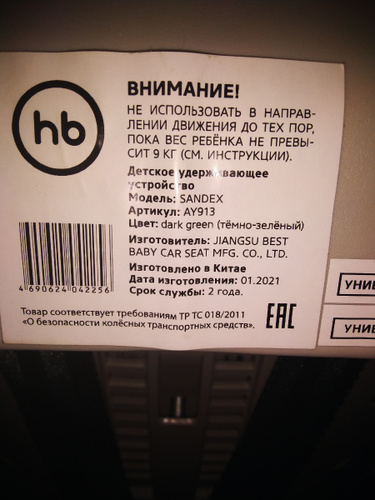 hb
ВНИМАНИЕ!
НЕ ИСПОЛЬЗОВАТЬ В НАПРАВ-
ЛЕНИИ ДВИЖЕНИЯ ДО ТЕХ ПОР,
ПОКА ВЕС РЕБЁНКА НЕ ПРЕВЫ-
СИТ 9 КГ (СМ. ИНСТРУКЦИИ).
Детское удерживающее
устройство
Модель: SANDEX
Артикул: AY913
Цвет: dark green (тёмно-зелёный)
Изготовитель: JIANGSU BEST
BABY CAR SEAT MFG. CO., LTD.
Изготовлено в Китае
Дата изготовления: 01.2021
Срок службы: 2 года.
4 690624 042256
Товар соответствует требованиям ТР ТС 018/2011
«О безопасности колёсных транспортных средств».
EAC
УНИВ
УНИВ